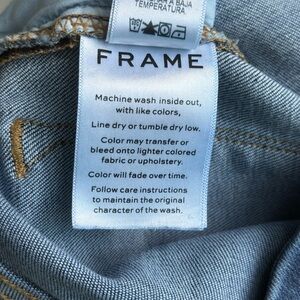 A BAJA
TEMPERATURA
FRAME
Machine wash inside out,
with like colors,
Line dry or tumble dry low.
Color may transfer or
bleed onto lighter colored
fabric or upholstery.
Color will fade over time.
Follow care instructions
to maintain the original
character of the wash.